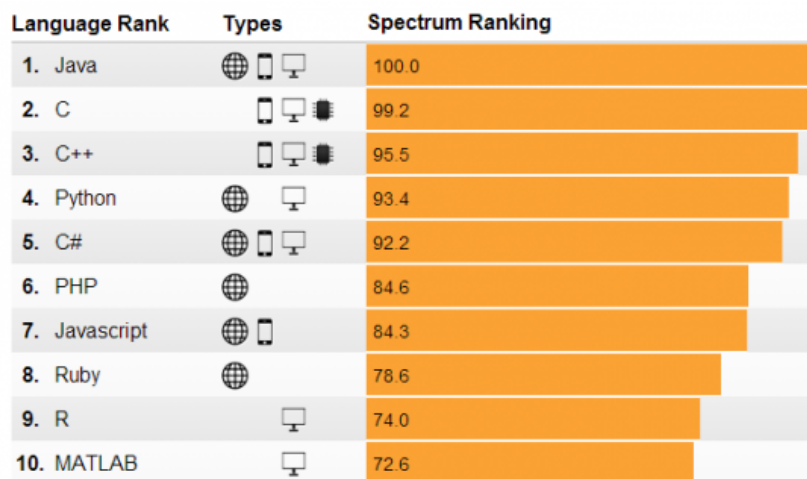 Language Rank Types Spectrum Ranking
1. Java 100.0
2. C 99.2
3. C++ 95.5
4. Python 93.4
5. C# 92.2
6. PHP 84.6
7. Javascript 84.3
8. Ruby 78.6
9. R 74.0
10. MATLAB 72.6